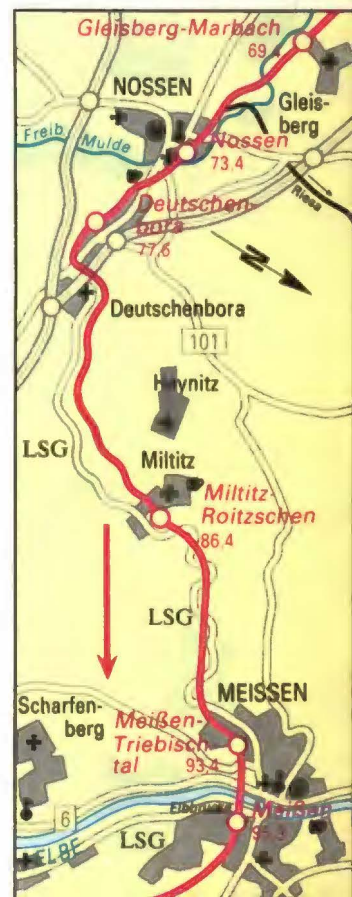 Gleisberg-Marbach
69,4
NOSSEN
Gleis-
berg
Freib.
Mulde
Nossen
73,4
Riesa
Deutschen-
bora
77,6
N
Deutschenbora
101
Heynitz
LSG
Miltitz
Miltitz-
Roitzschen
86,4
LSG
MEISSEN
Scharfen-
berg
Meißen-
Triebisch-
tal
93,4
Meißen
6
LSG
ELBE